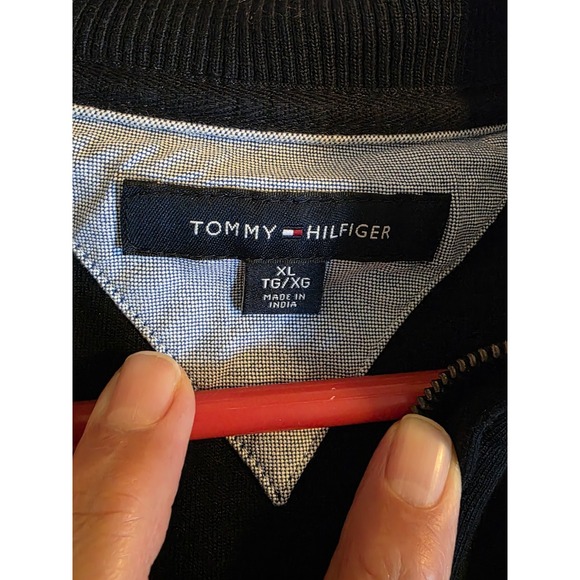 TOMMY HILFIGER
XL
TG/XG
MADE IN
INDIA